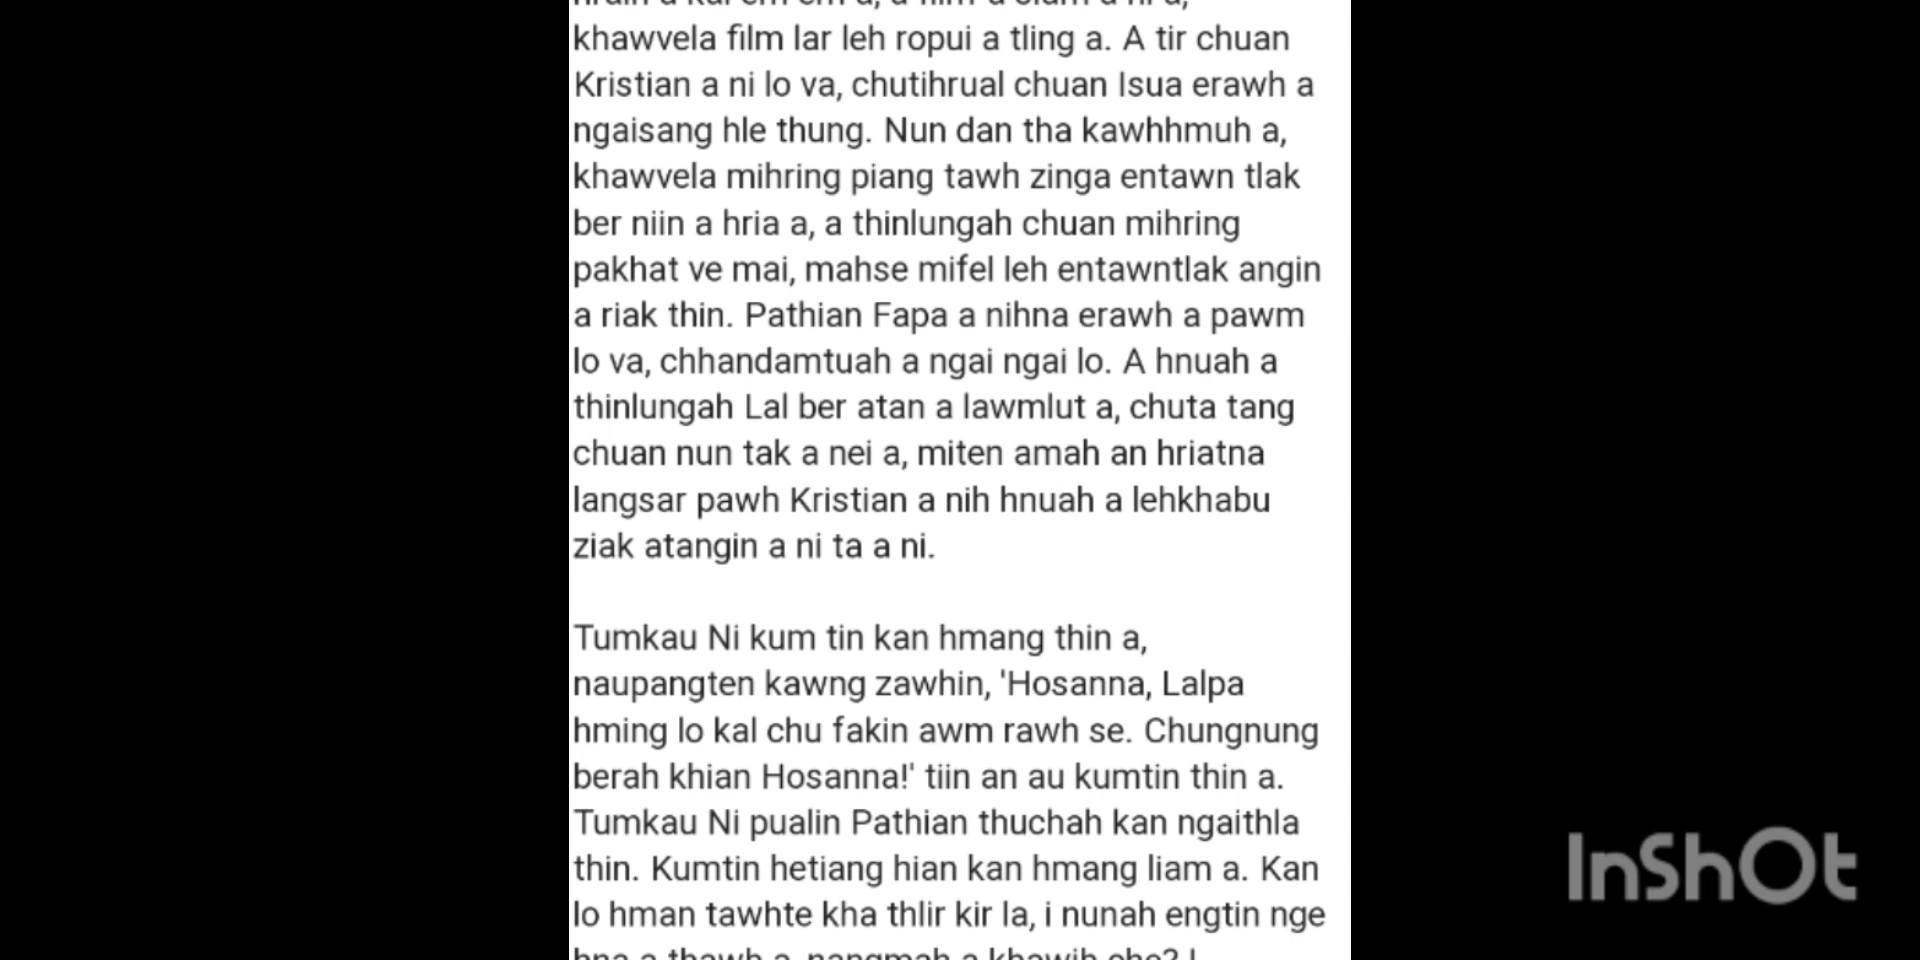 khawvela film lar leh ropui a tling a. A tir chuan
Kristian a ni lo va, chutihrual chuan Isua erawh a
ngaisang hle thung. Nun dan tha kawhhmuh a,
khawvela mihring piang tawh zinga entawn tlak
ber niin a hria a, a thinlungah chuan mihring
pakhat ve mai, mahse mifel leh entawntlak angin
a riak thin. Pathian Fapa a nihna erawh a pawm
lo va, chhandamtuah a ngai ngai lo. A hnuah a
thinlungah Lal ber atan a lawmlut a, chuta tang
chuan nun tak a nei a, miten amah an hriatna
langsar pawh Kristian a nih hnuah a lehkhabu
ziak atangin a ni ta a ni.
Tumkau Ni kum tin kan hmang thin a,
naupangten kawng zawhin, 'Hosanna, Lalpa
hming lo kal chu fakin awm rawh se. Chungnung
berah khian Hosanna!' tiin an au kumtin thin a.
Tumkau Ni pualin Pathian thuchah kan ngaithla
thin. Kumtin hetiang hian kan hmang liam a. Kan
lo hman tawhte kha thlir kir la, i nunah engtin nge
InShOt